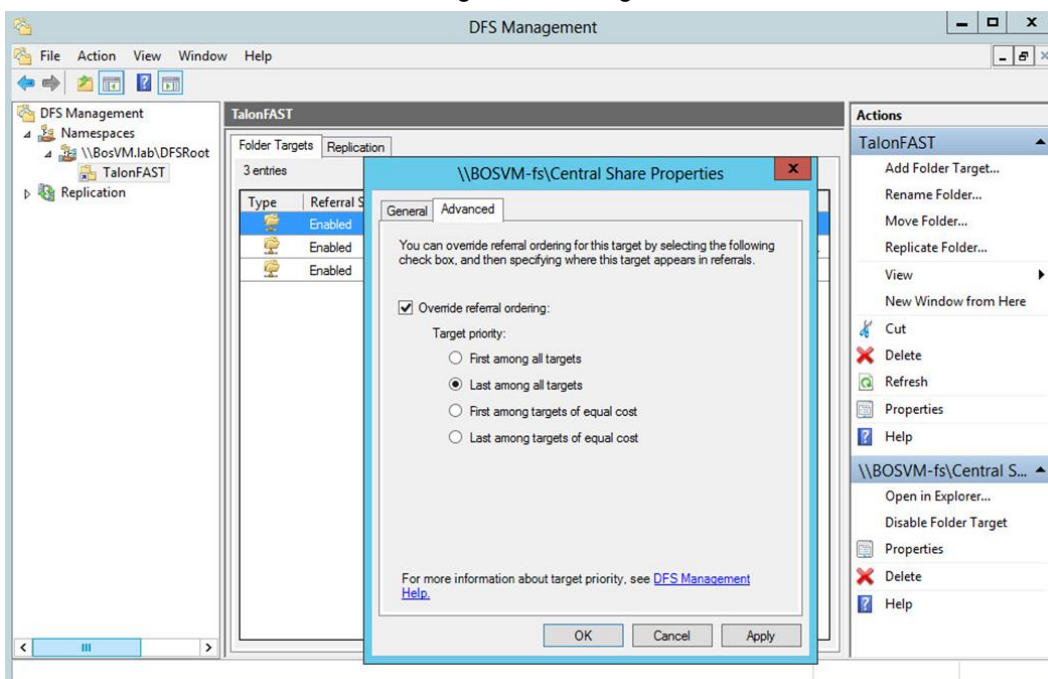 DFS Management
File Action View Window Help
DFS Management
Namespaces
\\BosVM.lab\DFSRoot
TalonFAST
Replication
TalonFAST
Folder Targets Replication
3 entries
Type Referral S
Enabled
Enabled
Enabled
\\BOSVM-fs\Central Share Properties
General Advanced
You can override referral ordering for this target by selecting the following
check box, and then specifying where this target appears in referrals.
Override referral ordering:
Target priority:
First among all targets
Last among all targets
First among targets of equal cost
Last among targets of equal cost
For more information about target priority, see DFS Management
Help.
OK Cancel Apply
Actions
TalonFAST
Add Folder Target...
Rename Folder...
Move Folder...
Replicate Folder...
View
New Window from Here
Cut
Delete
Refresh
Properties
Help
\\BOSVM-fs\Central S...
Open in Explorer...
Disable Folder Target
Properties
Delete
Help